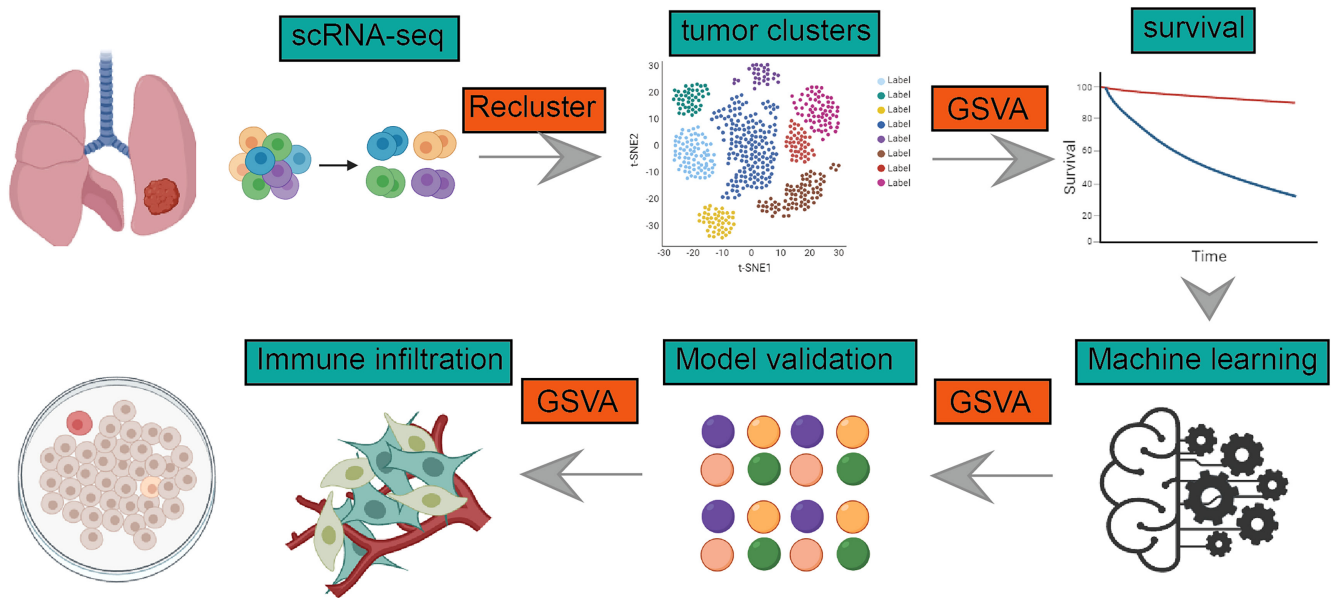 scRNA-seq
Recluster
tumor clusters
30
20
10
0
-10
-20
-30
t-SNE2
-30 -20 -10 0 10 20 30
t-SNE1
Label
Label
Label
Label
Label
Label
Label
Label
GSVA
survival
100
80
60
40
20
0
Survival
Time
Immune infiltration
GSVA
Model validation
GSVA
Machine learning